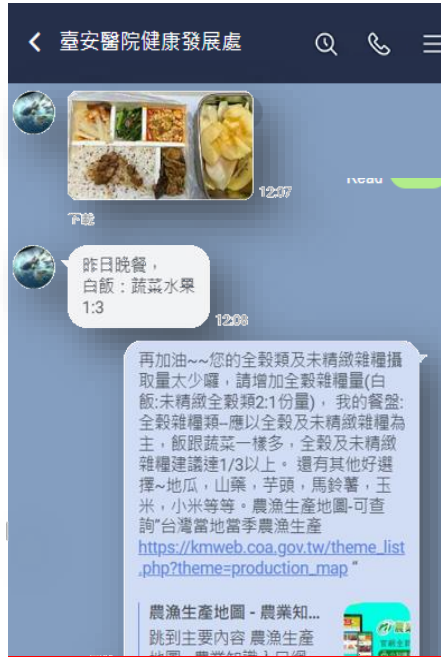 臺安醫院健康發展處
12:07
Read
下載
昨日晚餐，
白飯：蔬菜水果
1:3
12:08
再加油~~您的全穀類及未精緻雜糧攝
取量太少囉，請增加全穀雜糧量(白
飯:未精緻全穀類2:1份量)， 我的餐盤:
全穀雜糧類–應以全穀及未精緻雜糧為
主，飯跟蔬菜一樣多，全穀及未精緻
雜糧建議達1/3以上。 還有其他好選
擇~地瓜，山藥，芋頭，馬鈴薯，玉
米，小米等等。農漁生產地圖-可查
詢"台灣當地當季農漁生產
https://kmweb.coa.gov.tw/theme_list
.php?theme=production_map "
農漁生產地圖 - 農業知...
跳到主要內容 農漁生產